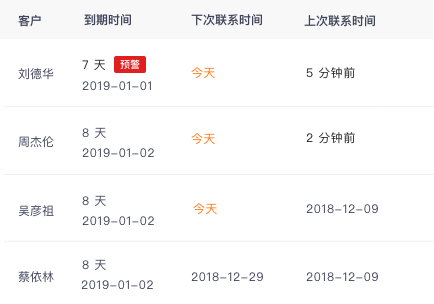 客户 到期时间 下次联系时间 上次联系时间
刘德华 7 天 预警 今天 5 分钟前
2019-01-01
周杰伦 8 天 今天 2 分钟前
2019-01-02
吴彦祖 8 天 今天 2018-12-09
2019-01-02
蔡依林 8 天 2018-12-29 2018-12-09
2019-01-02